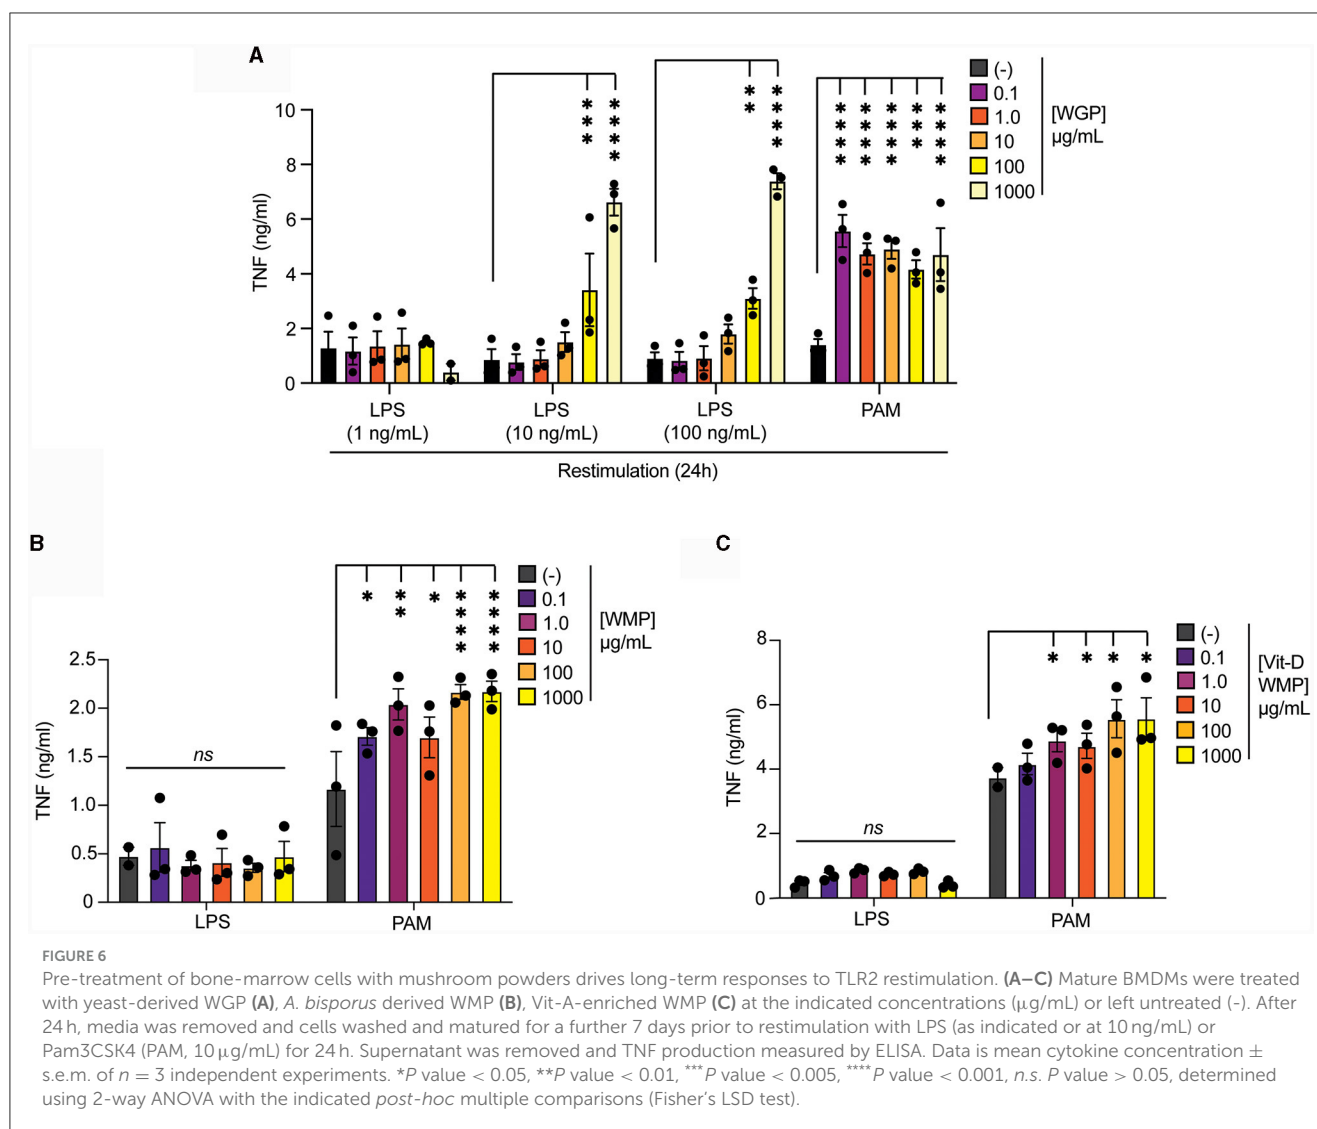 A
(-)
0.1
1.0
10
100
1000
[WGP]
µg/mL
**** 
***
****
**
****
****
****
****
***
****
10
8
6
4
2
0
TNF (ng/ml)
LPS
(1 ng/mL)
LPS
(10 ng/mL)
LPS
(100 ng/mL)
PAM
Restimulation (24h)
B
(-)
0.1
1.0
10
100
1000
[WMP]
µg/mL
*
**
*
****
****
2.5
2.0
1.5
1.0
0.5
0
TNF (ng/ml)
ns
LPS
PAM
C
(-)
0.1
1.0
10
100
1000
[Vit-D
WMP]
µg/mL
*
*
*
*
8
6
4
2
0
TNF (ng/ml)
ns
LPS
PAM
FIGURE 6
Pre-treatment of bone-marrow cells with mushroom powders drives long-term responses to TLR2 restimulation. (A–C) Mature BMDMs were treated
with yeast-derived WGP (A), A. bisporus derived WMP (B), Vit-A-enriched WMP (C) at the indicated concentrations (µg/mL) or left untreated (-). After
24 h, media was removed and cells washed and matured for a further 7 days prior to restimulation with LPS (as indicated or at 10 ng/mL) or
Pam3CSK4 (PAM, 10 µg/mL) for 24 h. Supernatant was removed and TNF production measured by ELISA. Data is mean cytokine concentration ±
s.e.m. of n = 3 independent experiments. *P value < 0.05, **P value < 0.01, ***P value < 0.005, ****P value < 0.001, n.s. P value > 0.05, determined
using 2-way ANOVA with the indicated post-hoc multiple comparisons (Fisher's LSD test).